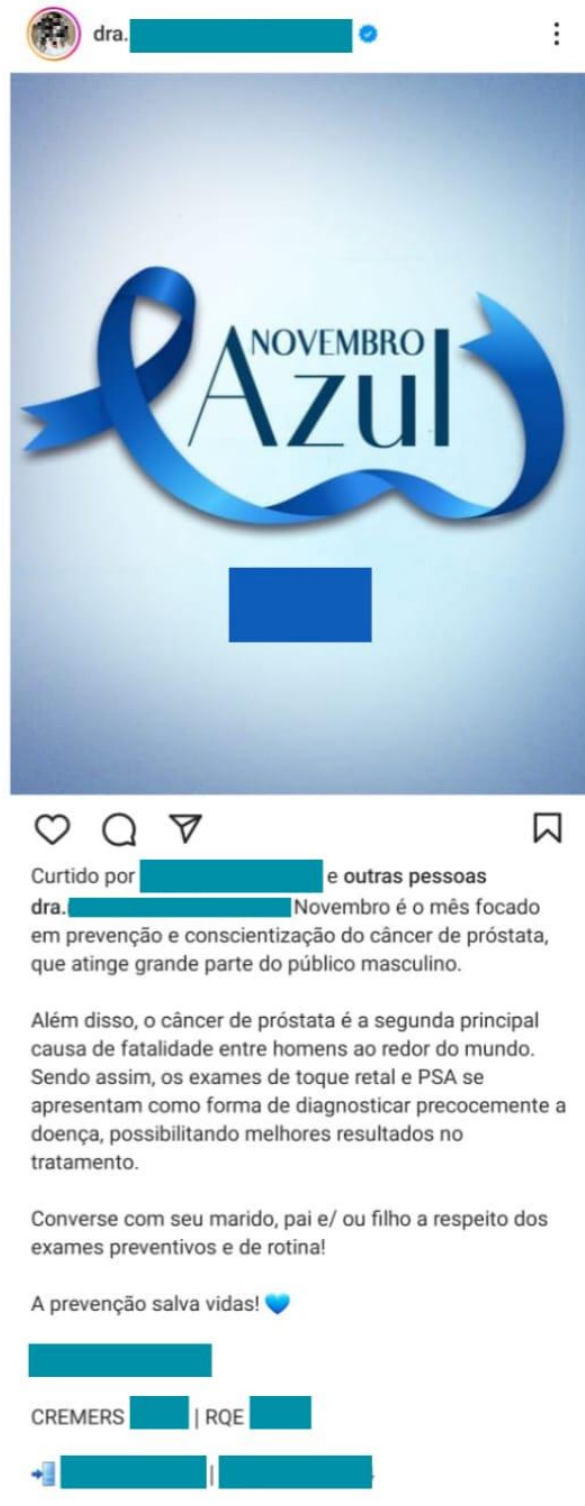 dra.
NOVEMBRO
Azul
Curtido por e outras pessoas
dra. Novembro é o mês focado
em prevenção e conscientização do câncer de próstata,
que atinge grande parte do público masculino.
Além disso, o câncer de próstata é a segunda principal
causa de fatalidade entre homens ao redor do mundo.
Sendo assim, os exames de toque retal e PSA se
apresentam como forma de diagnosticar precocemente a
doença, possibilitando melhores resultados no
tratamento.
Converse com seu marido, pai e/ ou filho a respeito dos
exames preventivos e de rotina!
A prevenção salva vidas! 💙
CREMERS | RQE
|